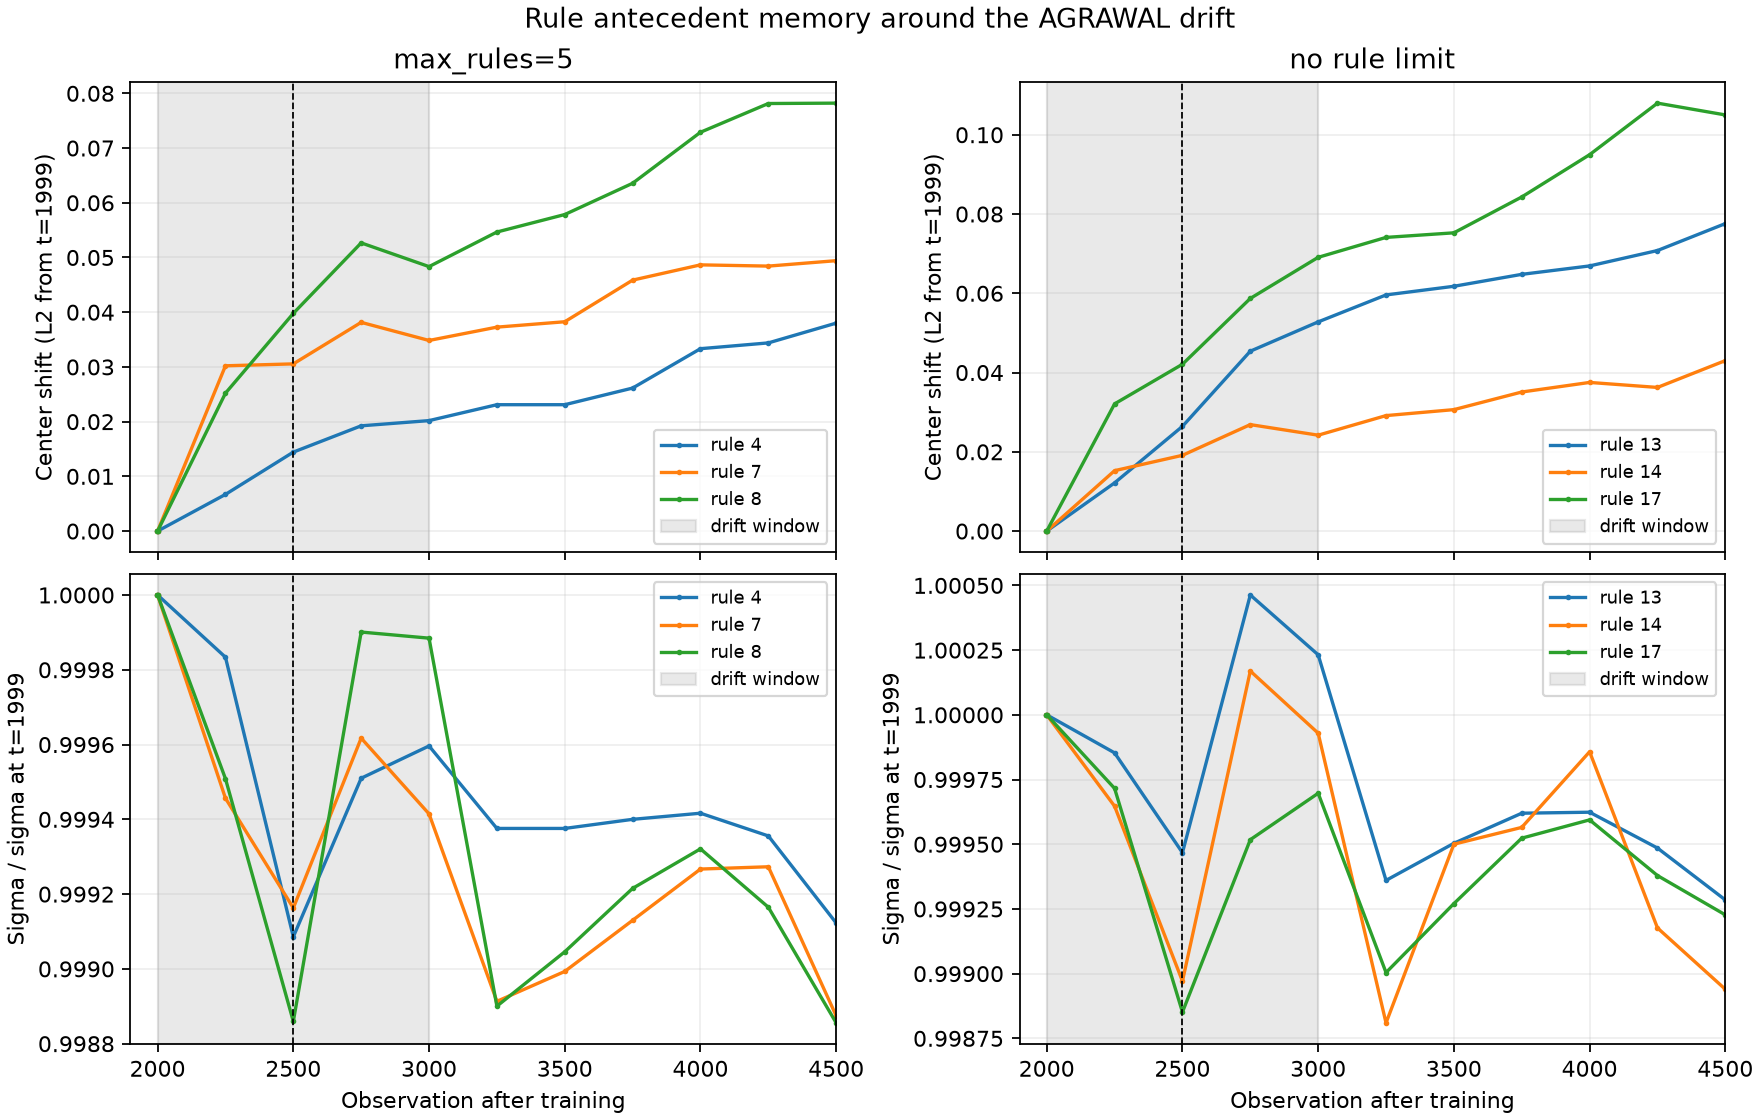 Rule antecedent memory around the AGRAWAL drift
max_rules=5
0.08
0.07
0.06
0.05
0.04
0.03
0.02
0.01
0.00
Center shift (L2 from t=1999)
rule 4
rule 7
rule 8
drift window
no rule limit
0.10
0.08
0.06
0.04
0.02
0.00
Center shift (L2 from t=1999)
rule 13
rule 14
rule 17
drift window
1.0000
0.9998
0.9996
0.9994
0.9992
0.9990
0.9988
Sigma / sigma at t=1999
rule 4
rule 7
rule 8
drift window
2000 2500 3000 3500 4000 4500
Observation after training
1.00050
1.00025
1.00000
0.99975
0.99950
0.99925
0.99900
0.99875
Sigma / sigma at t=1999
rule 13
rule 14
rule 17
drift window
2000 2500 3000 3500 4000 4500
Observation after training